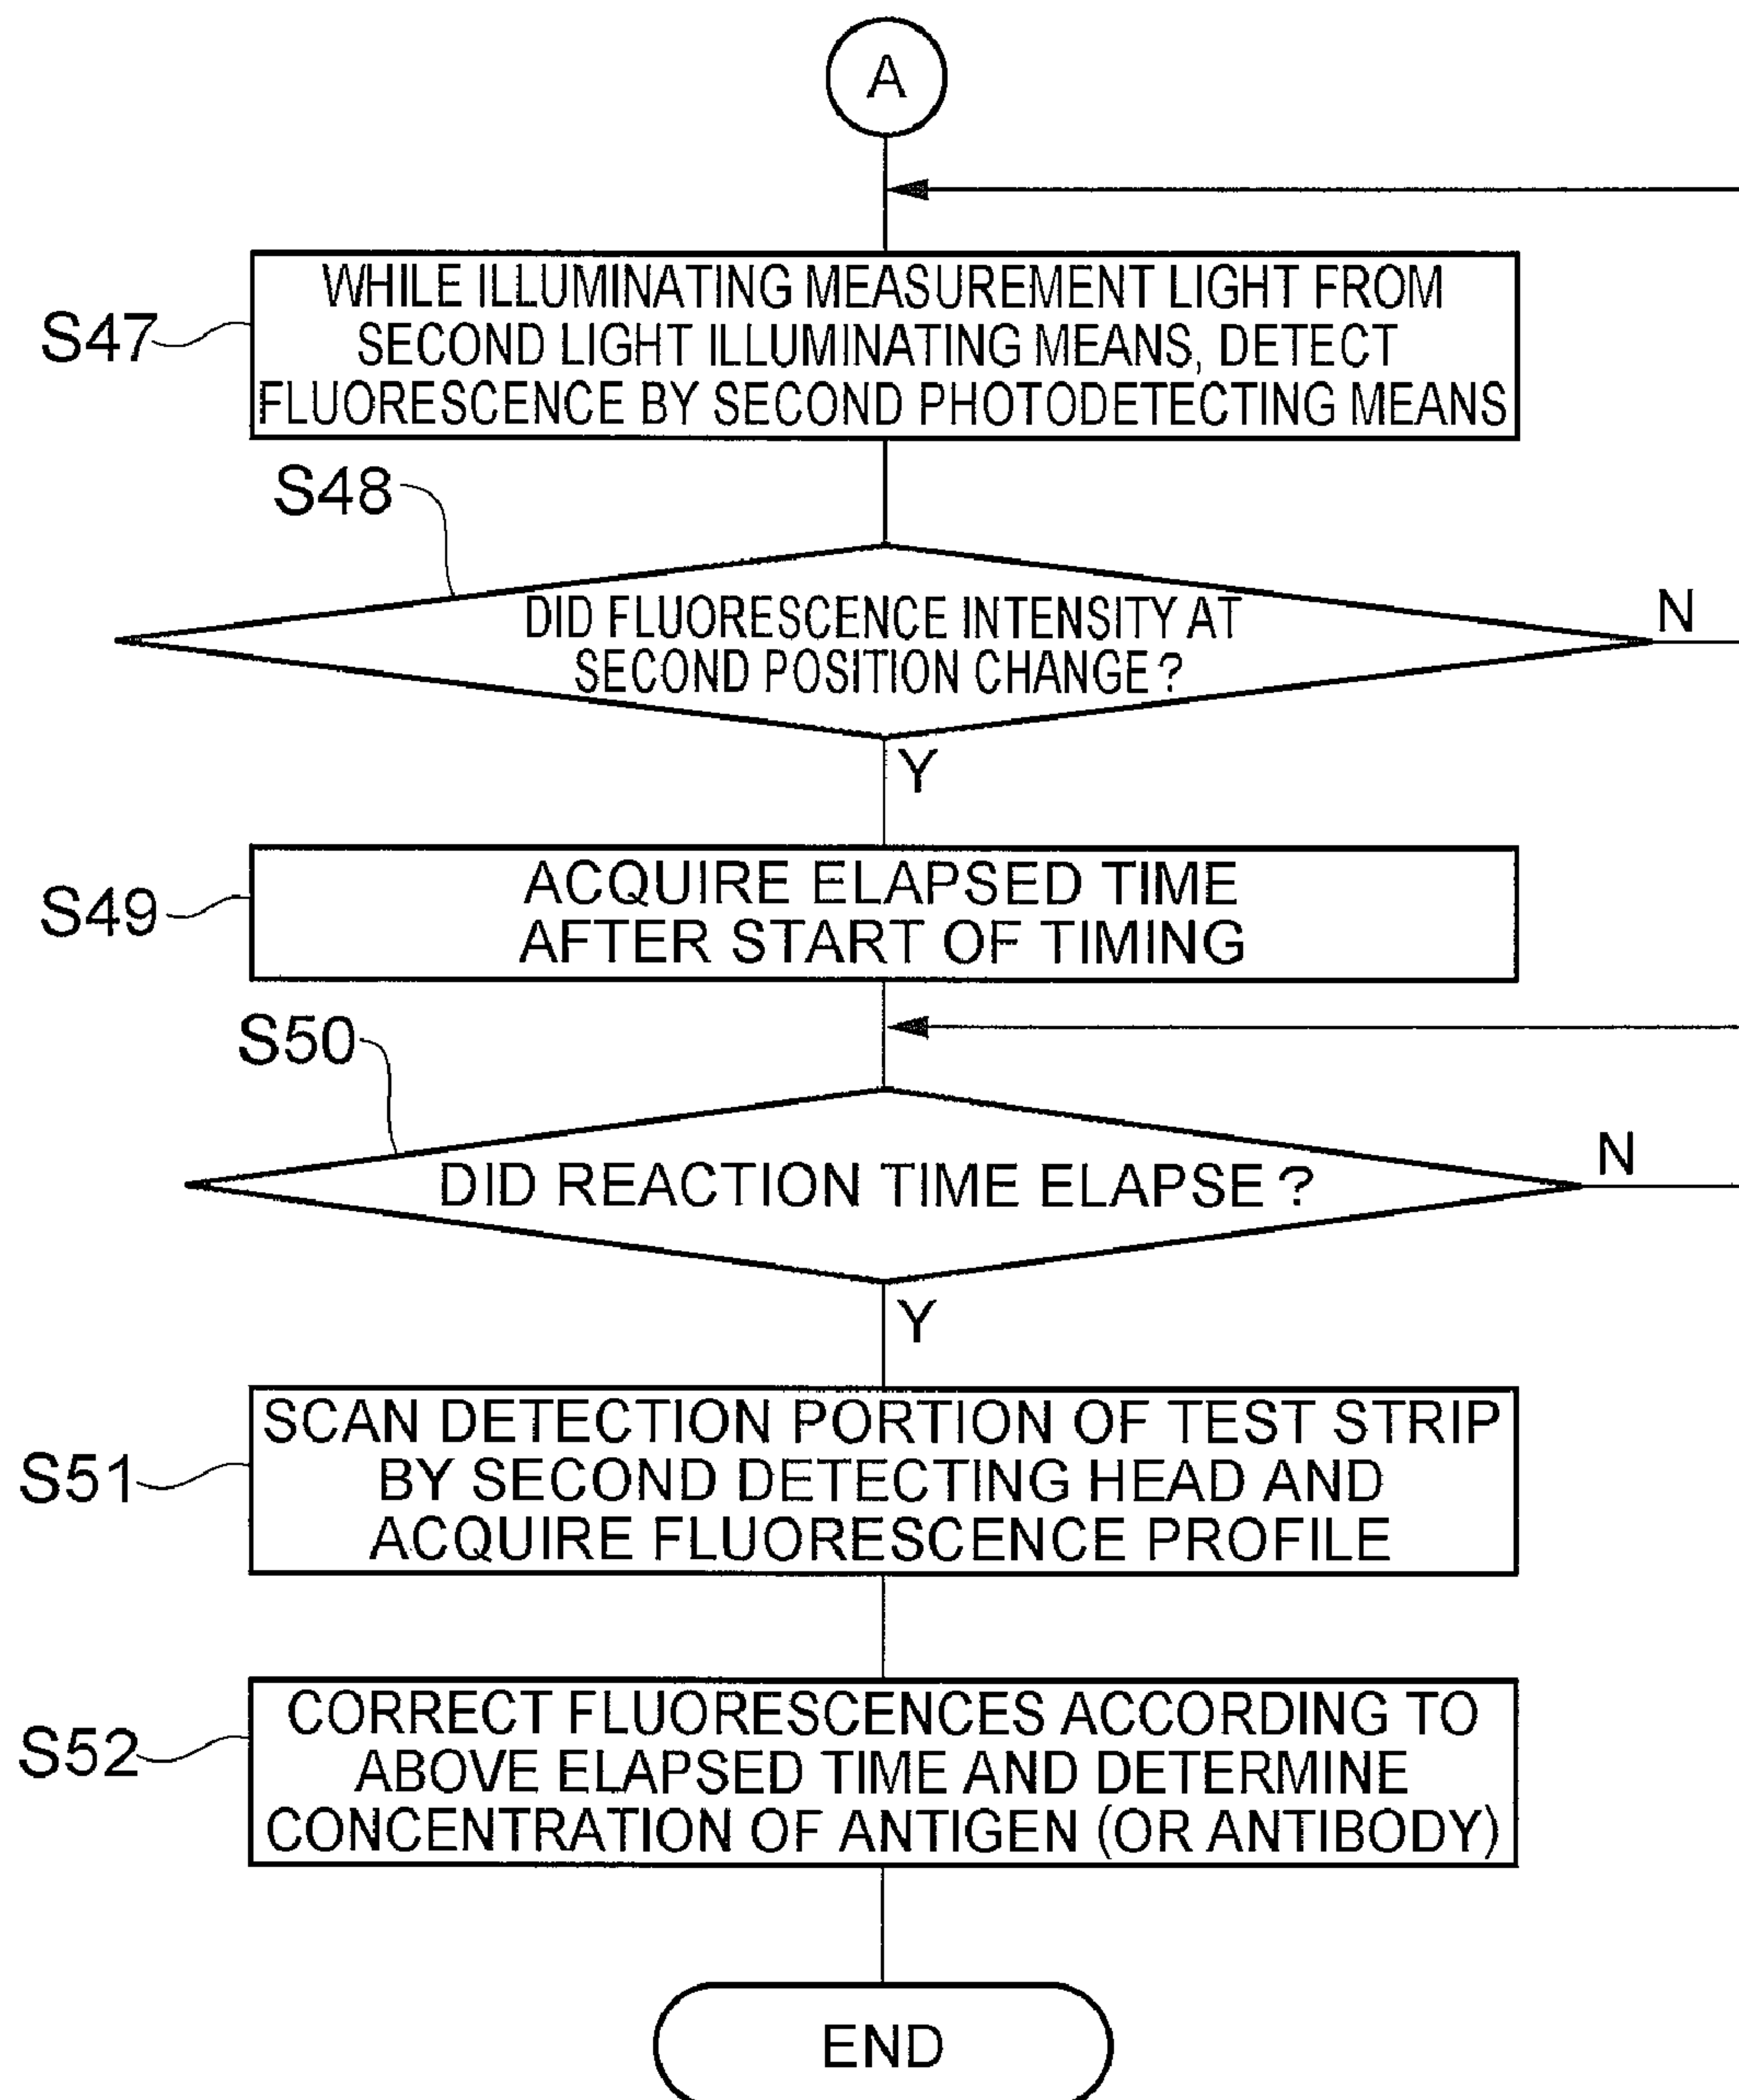 A
S47
WHILE ILLUMINATING MEASUREMENT LIGHT FROM
SECOND LIGHT ILLUMINATING MEANS, DETECT
FLUORESCENCE BY SECOND PHOTODETECTING MEANS
S48
DID FLUORESCENCE INTENSITY AT
SECOND POSITION CHANGE?
N
Y
S49
ACQUIRE ELAPSED TIME
AFTER START OF TIMING
S50
DID REACTION TIME ELAPSE?
N
Y
S51
SCAN DETECTION PORTION OF TEST STRIP
BY SECOND DETECTING HEAD AND
ACQUIRE FLUORESCENCE PROFILE
S52
CORRECT FLUORESCENCES ACCORDING TO
ABOVE ELAPSED TIME AND DETERMINE
CONCENTRATION OF ANTIGEN (OR ANTIBODY)
END